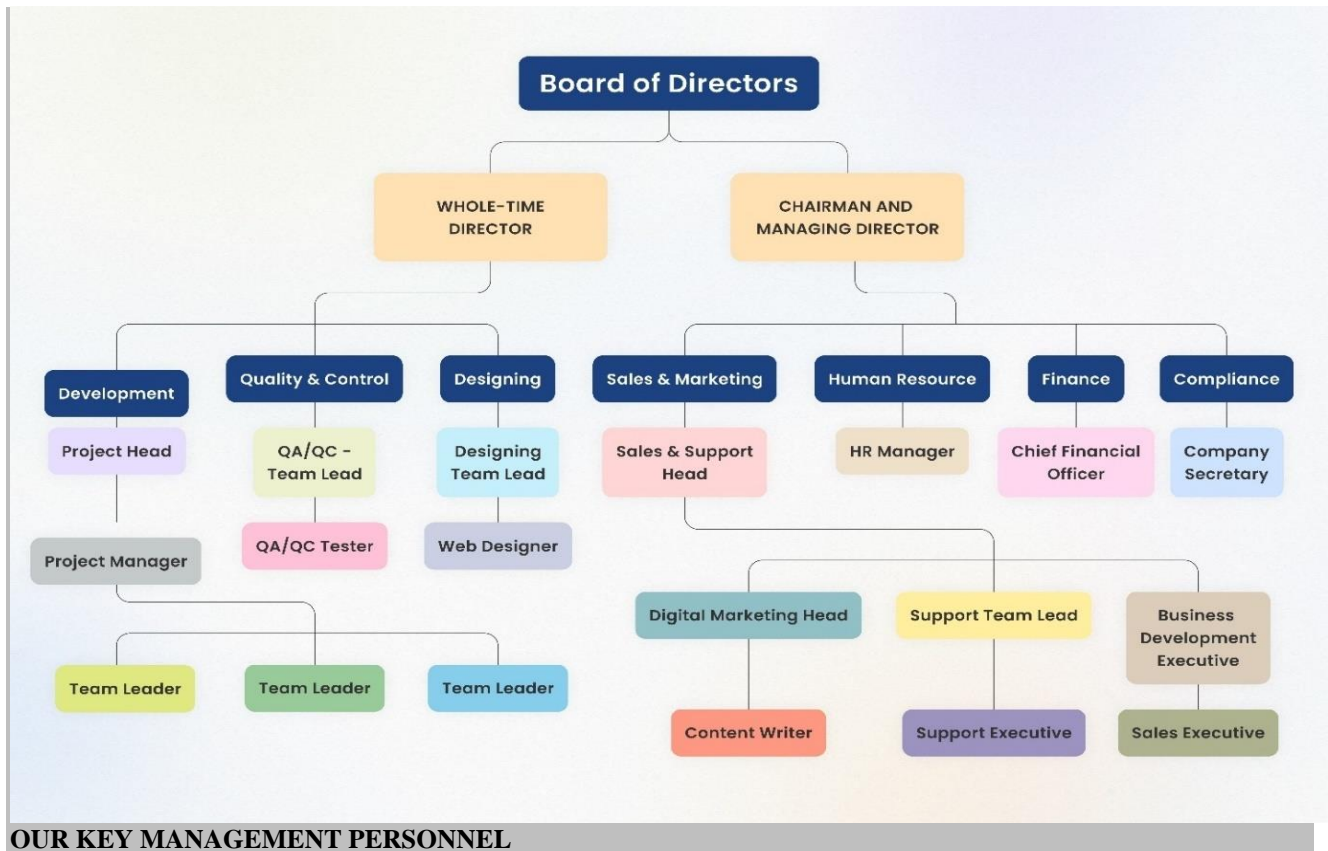 Board of Directors
WHOLE-TIME
DIRECTOR
CHAIRMAN AND
MANAGING DIRECTOR
Development
Quality & Control
Designing
Sales & Marketing
Human Resource
Finance
Compliance
Project Head
QA/QC -
Team Lead
Designing
Team Lead
Sales & Support
Head
HR Manager
Chief Financial
Officer
Company
Secretary
Project Manager
QA/QC Tester
Web Designer
Digital Marketing Head
Support Team Lead
Business
Development
Executive
Team Leader
Team Leader
Team Leader
Content Writer
Support Executive
Sales Executive
OUR KEY MANAGEMENT PERSONNEL